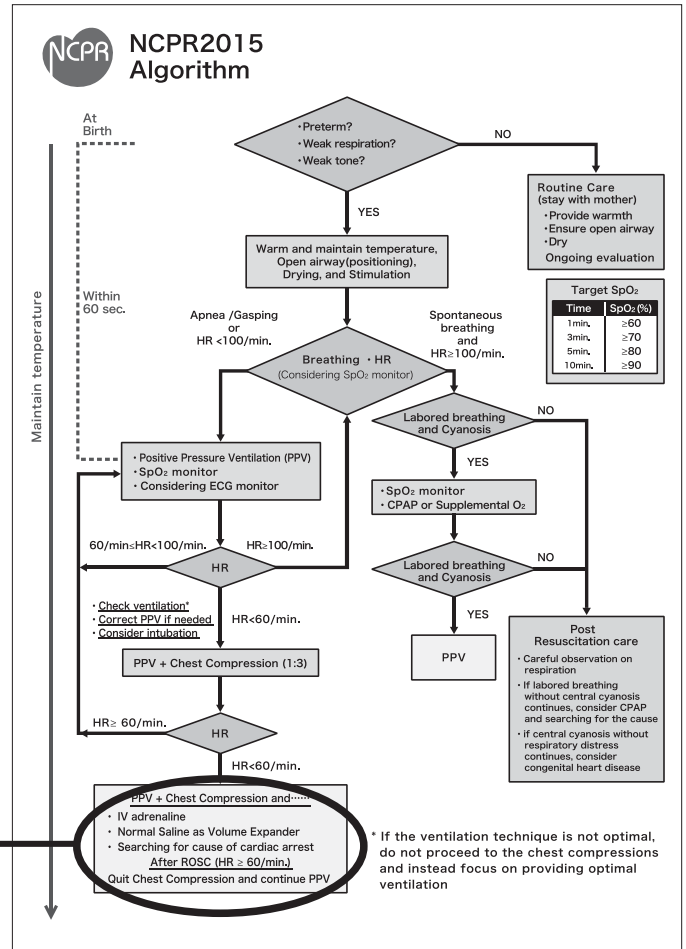 NCPR
NCPR2015
Algorithm
At
Birth
Within
60 sec.
Maintain temperature
・Preterm?
・Weak respiration?
・Weak tone?
NO
YES
Routine Care
(stay with mother)
・Provide warmth
・Ensure open airway
・Dry
Ongoing evaluation
Warm and maintain temperature,
Open airway(positioning),
Drying, and Stimulation
Target SpO₂
Time SpO₂(%)
1min. ≥60
3min. ≥70
5min. ≥80
10min. ≥90
Apnea /Gasping
or
HR <100/min.
Spontaneous
breathing
and
HR≥100/min.
Breathing ・HR
(Considering SpO₂ monitor)
Labored breathing
and Cyanosis
NO
YES
・Positive Pressure Ventilation (PPV)
・SpO₂ monitor
・Considering ECG monitor
・SpO₂ monitor
・CPAP or Supplemental O₂
60/min≤HR<100/min.
HR≥100/min.
HR
Labored breathing
and Cyanosis
NO
YES
・Check ventilation*
・Correct PPV if needed
・Consider intubation
HR<60/min.
PPV
PPV + Chest Compression (1:3)
Post
Resuscitation care
・Careful observation on
respiration
・If labored breathing
without central cyanosis
continues, consider CPAP
and searching for the cause
・if central cyanosis without
respiratory distress
continues, consider
congenital heart disease
HR≥ 60/min.
HR
HR<60/min.
PPV + Chest Compression and……
・IV adrenaline
・Normal Saline as Volume Expander
・Searching for cause of cardiac arrest
After ROSC (HR ≥ 60/min.)
Quit Chest Compression and continue PPV
* If the ventilation technique is not optimal,
do not proceed to the chest compressions
and instead focus on providing optimal
ventilation